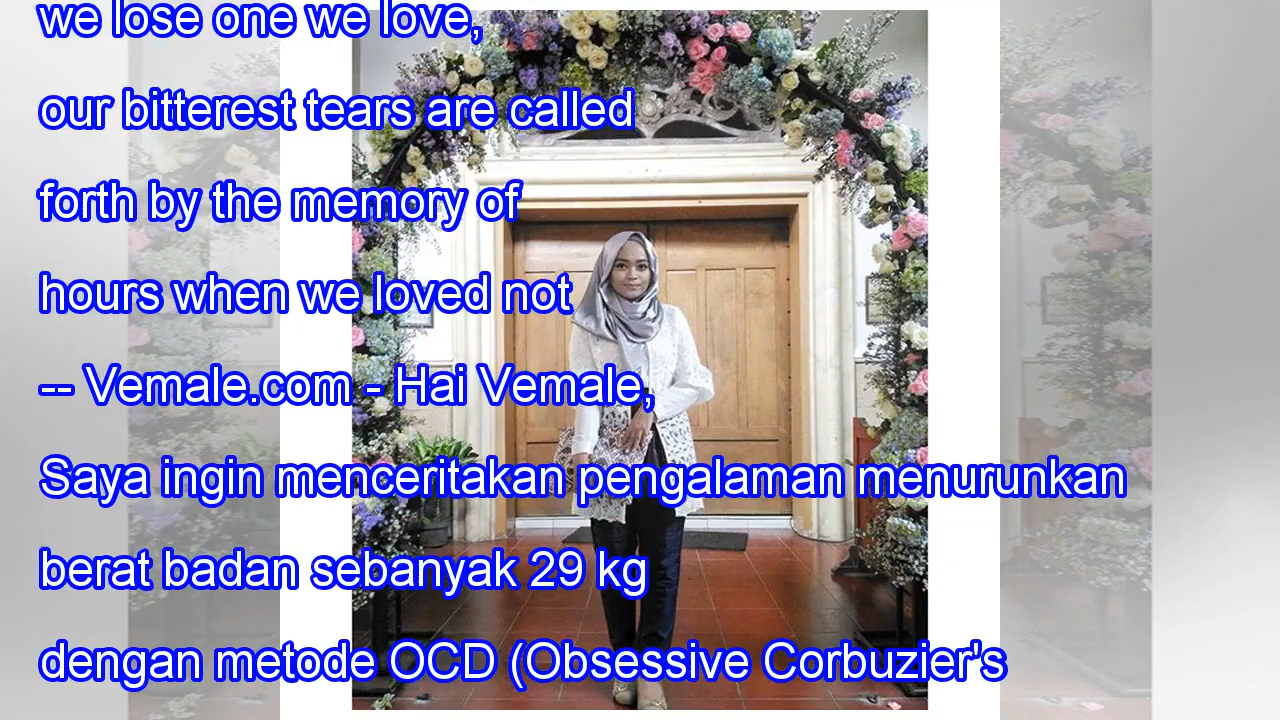 we lose one we love,
our bitterest tears are called
forth by the memory of
hours when we loved not
-- Vemale.com - Hai Vemale,
Saya ingin menceritakan pengalaman menurunkan
berat badan sebanyak 29 kg
dengan metode OCD (Obsessive Corbuzier's